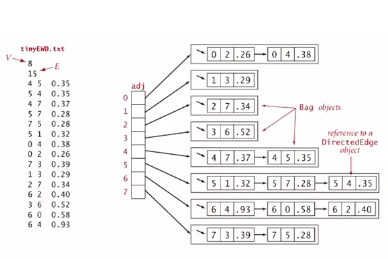 tinyEWD.txt
V
8
15
E
4 5 0.35
5 4 0.35
4 7 0.37
5 7 0.28
7 5 0.28
5 1 0.32
0 4 0.38
0 2 0.26
7 3 0.39
1 3 0.29
2 7 0.34
6 2 0.40
3 6 0.52
6 0 0.58
6 4 0.93
adj
0
1
2
3
4
5
6
7
0 2 .26 0 4 .38
1 3 .29
2 7 .34
3 6 .52
4 7 .37 4 5 .35
5 1 .32 5 7 .28 5 4 .35
6 4 .93 6 0 .58 6 2 .40
7 3 .39 7 5 .28
Bag objects
reference to a
DirectedEdge
object